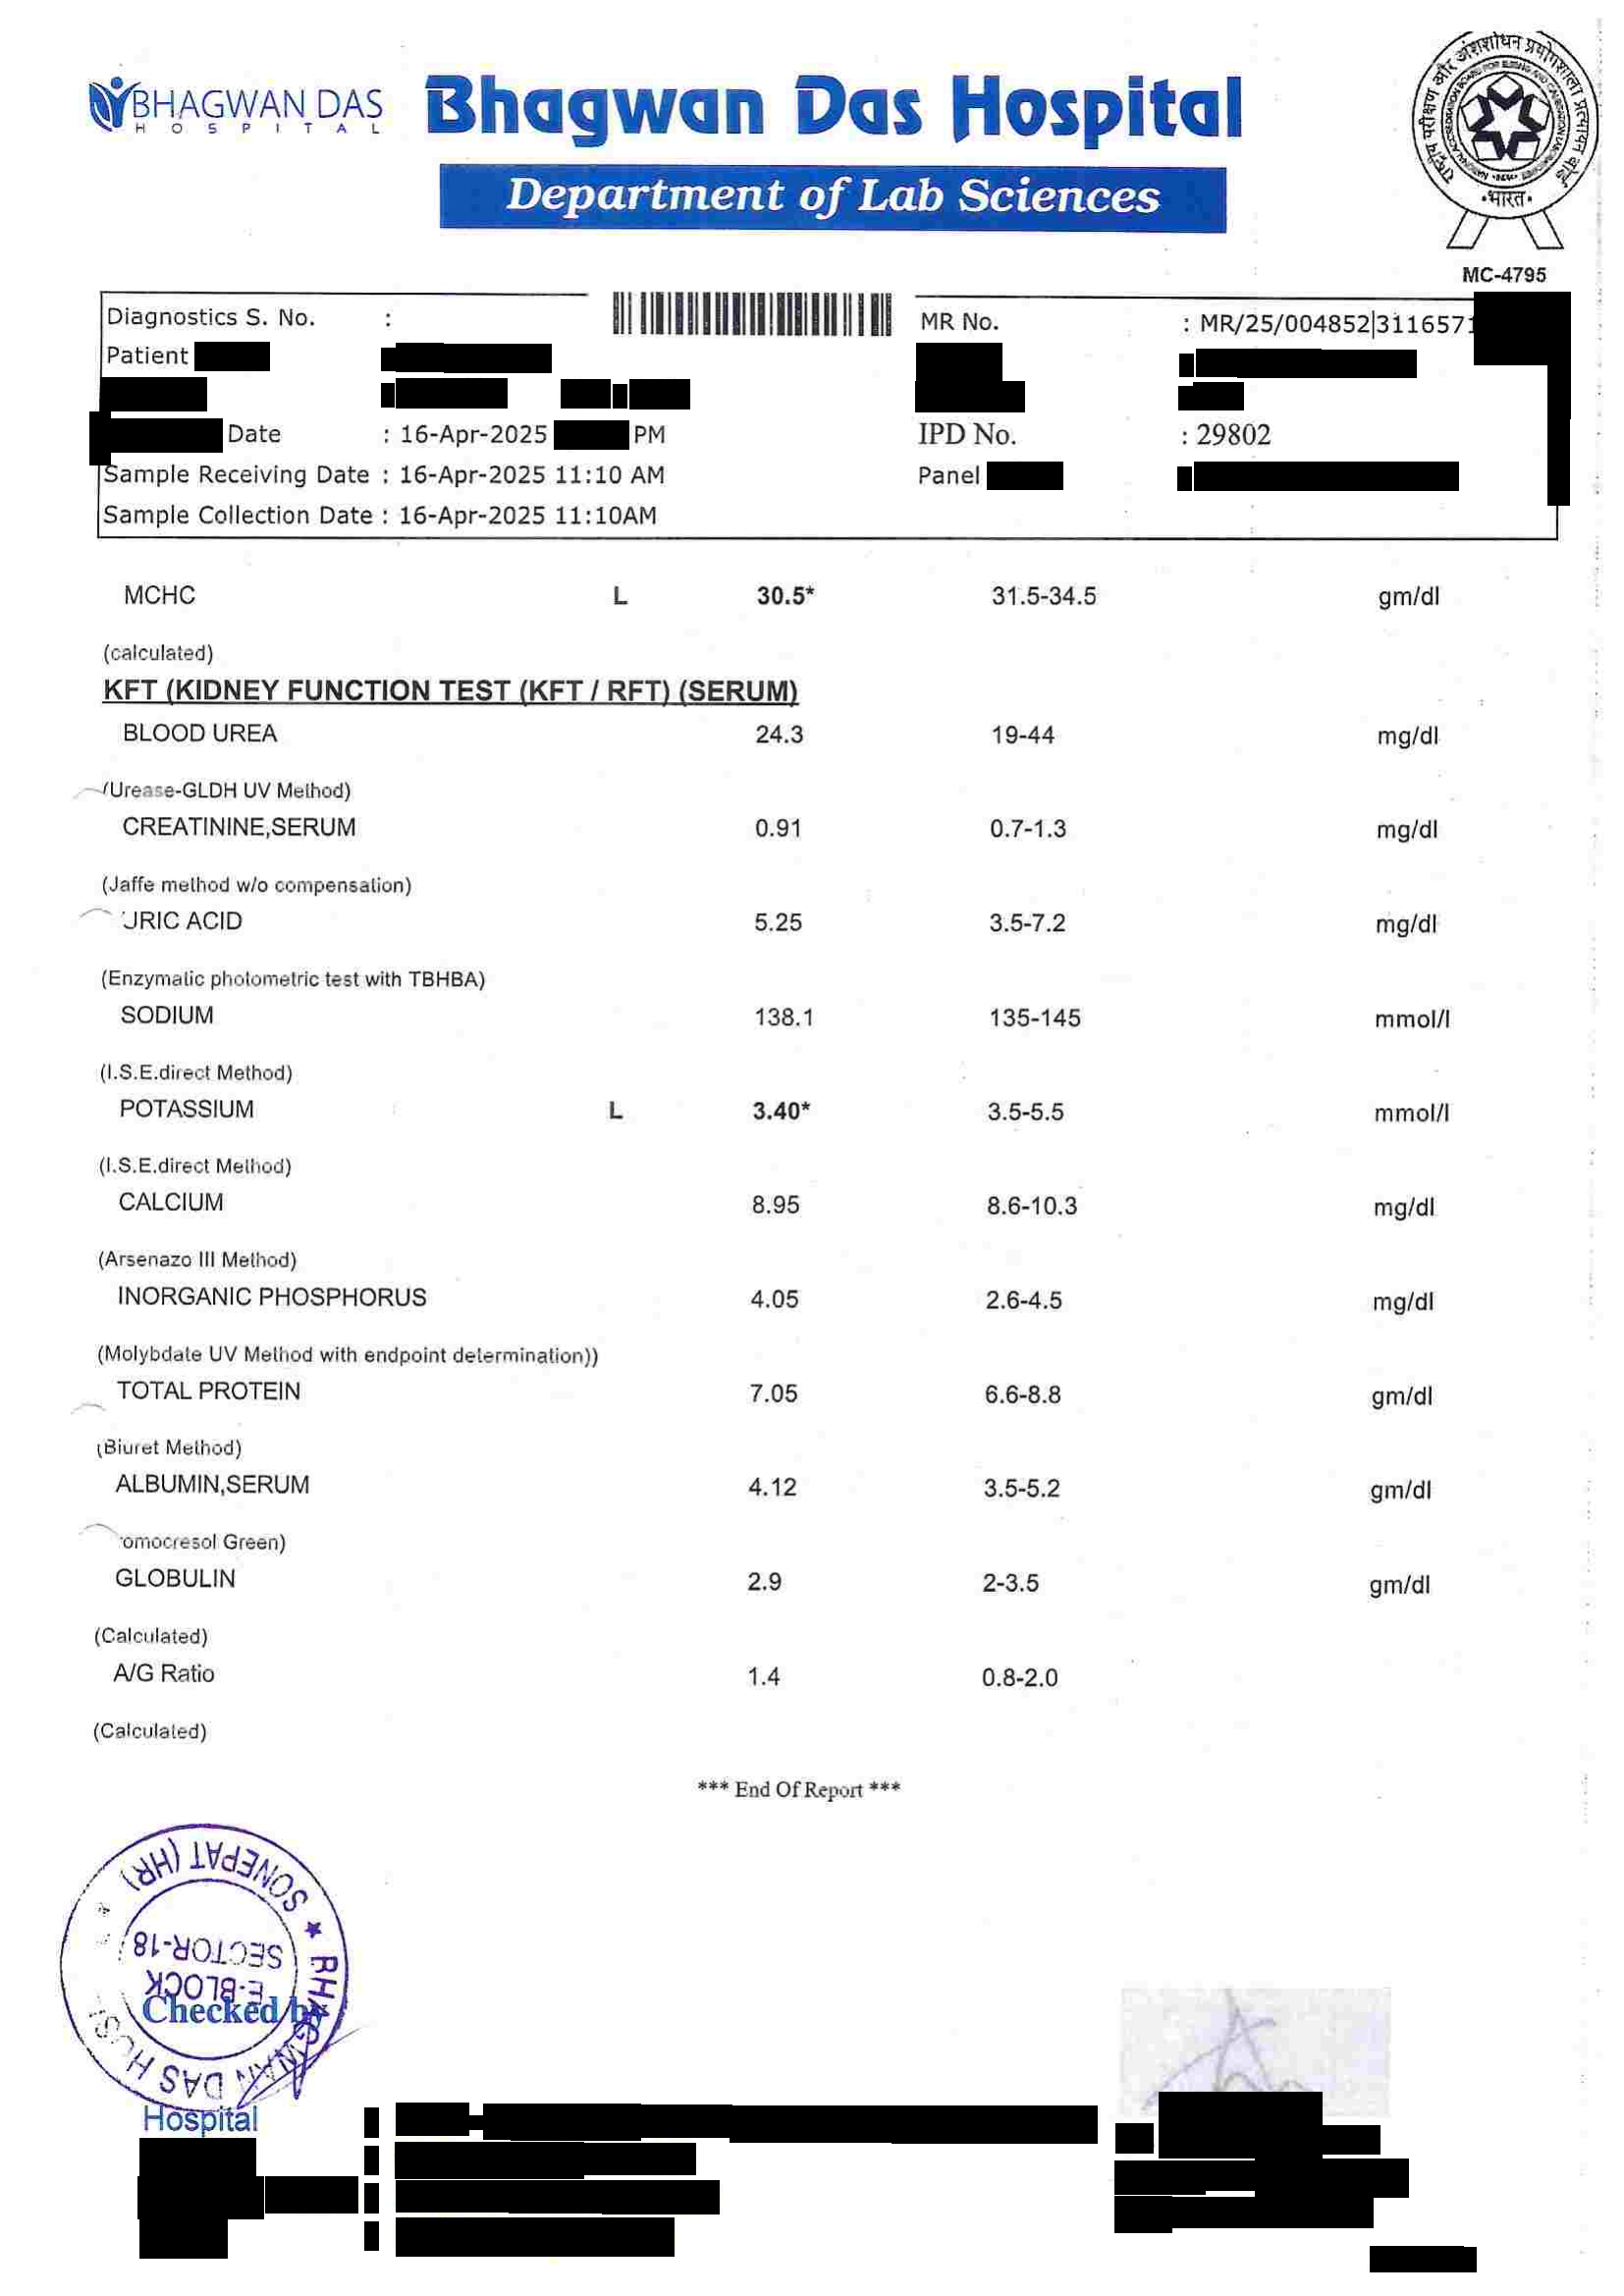 BHAGWAN DAS
HOSPITAL
Bhagwan Das Hospital
Department of Lab Sciences
राष्ट्रीय परीक्षण और अंशशोधन प्रयोगशाला प्रत्यायन बोर्ड
भारत
MC-4795
Diagnostics S. No. : MR No. : MR/25/004852|3116571
Patient
Date : 16-Apr-2025 PM IPD No. : 29802
Sample Receiving Date : 16-Apr-2025 11:10 AM Panel
Sample Collection Date : 16-Apr-2025 11:10AM
MCHC L 30.5* 31.5-34.5 gm/dl
(calculated)
KFT (KIDNEY FUNCTION TEST (KFT / RFT) (SERUM)
BLOOD UREA 24.3 19-44 mg/dl
(Urease-GLDH UV Method)
CREATININE,SERUM 0.91 0.7-1.3 mg/dl
(Jaffe method w/o compensation)
URIC ACID 5.25 3.5-7.2 mg/dl
(Enzymatic photometric test with TBHBA)
SODIUM 138.1 135-145 mmol/l
(I.S.E.direct Method)
POTASSIUM L 3.40* 3.5-5.5 mmol/l
(I.S.E.direct Method)
CALCIUM 8.95 8.6-10.3 mg/dl
(Arsenazo III Method)
INORGANIC PHOSPHORUS 4.05 2.6-4.5 mg/dl
(Molybdate UV Method with endpoint determination))
TOTAL PROTEIN 7.05 6.6-8.8 gm/dl
(Biuret Method)
ALBUMIN,SERUM 4.12 3.5-5.2 gm/dl
omocresol Green)
GLOBULIN 2.9 2-3.5 gm/dl
(Calculated)
A/G Ratio 1.4 0.8-2.0
(Calculated)
*** End Of Report ***
BHAGWAN DAS HOSP
SONEPAT (HR)
E-BLOCK
SECTOR-18
Checked by
Hospital